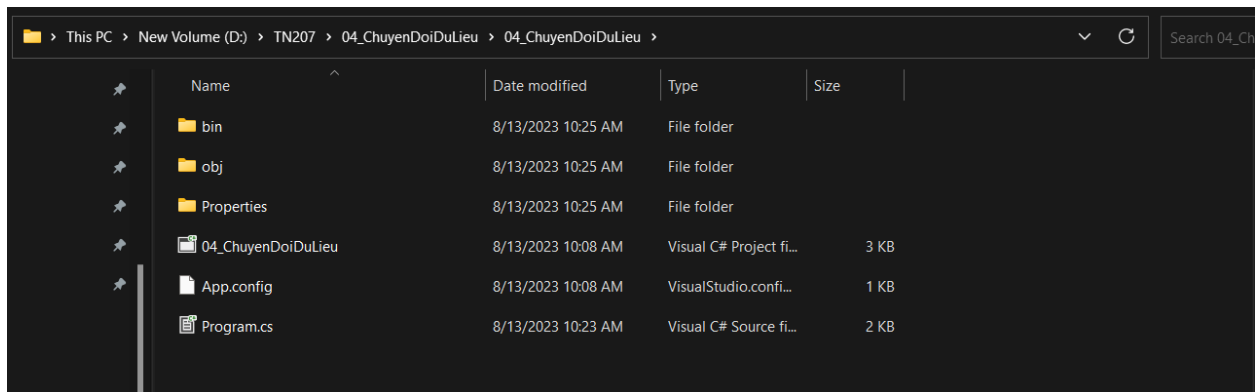 This PC > New Volume (D:) > TN207 > 04_ChuyenDoiDuLieu > 04_ChuyenDoiDuLieu > Search 04_Ch
Name Date modified Type Size
bin 8/13/2023 10:25 AM File folder
obj 8/13/2023 10:25 AM File folder
Properties 8/13/2023 10:25 AM File folder
04_ChuyenDoiDuLieu 8/13/2023 10:08 AM Visual C# Project fi... 3 KB
App.config 8/13/2023 10:08 AM VisualStudio.confi... 1 KB
Program.cs 8/13/2023 10:23 AM Visual C# Source fi... 2 KB